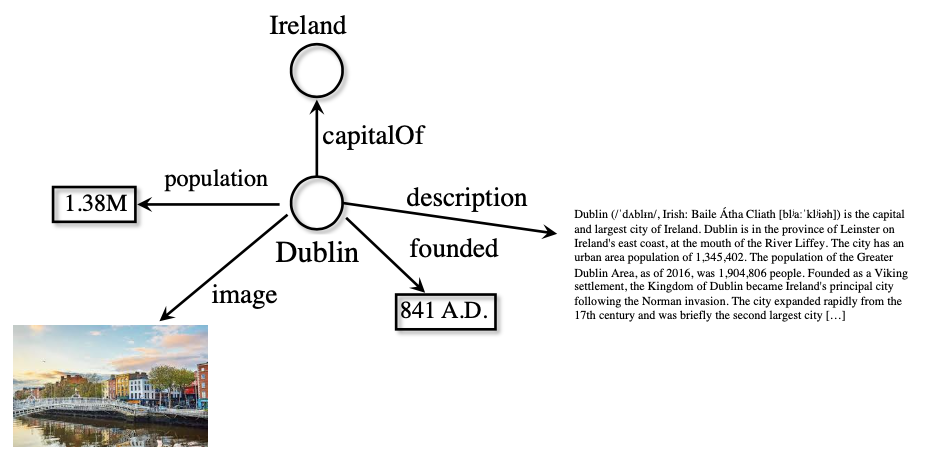 Ireland
capitalOf
population
1.38M
description
Dublin
founded
image
841 A.D.
Dublin (/ˈdʌblɪn/, Irish: Baile Átha Cliath [blʲaːˈklʲiəh]) is the capital
and largest city of Ireland. Dublin is in the province of Leinster on
Ireland's east coast, at the mouth of the River Liffey. The city has an
urban area population of 1,345,402. The population of the Greater
Dublin Area, as of 2016, was 1,904,806 people. Founded as a Viking
settlement, the Kingdom of Dublin became Ireland's principal city
following the Norman invasion. The city expanded rapidly from the
17th century and was briefly the second largest city […]